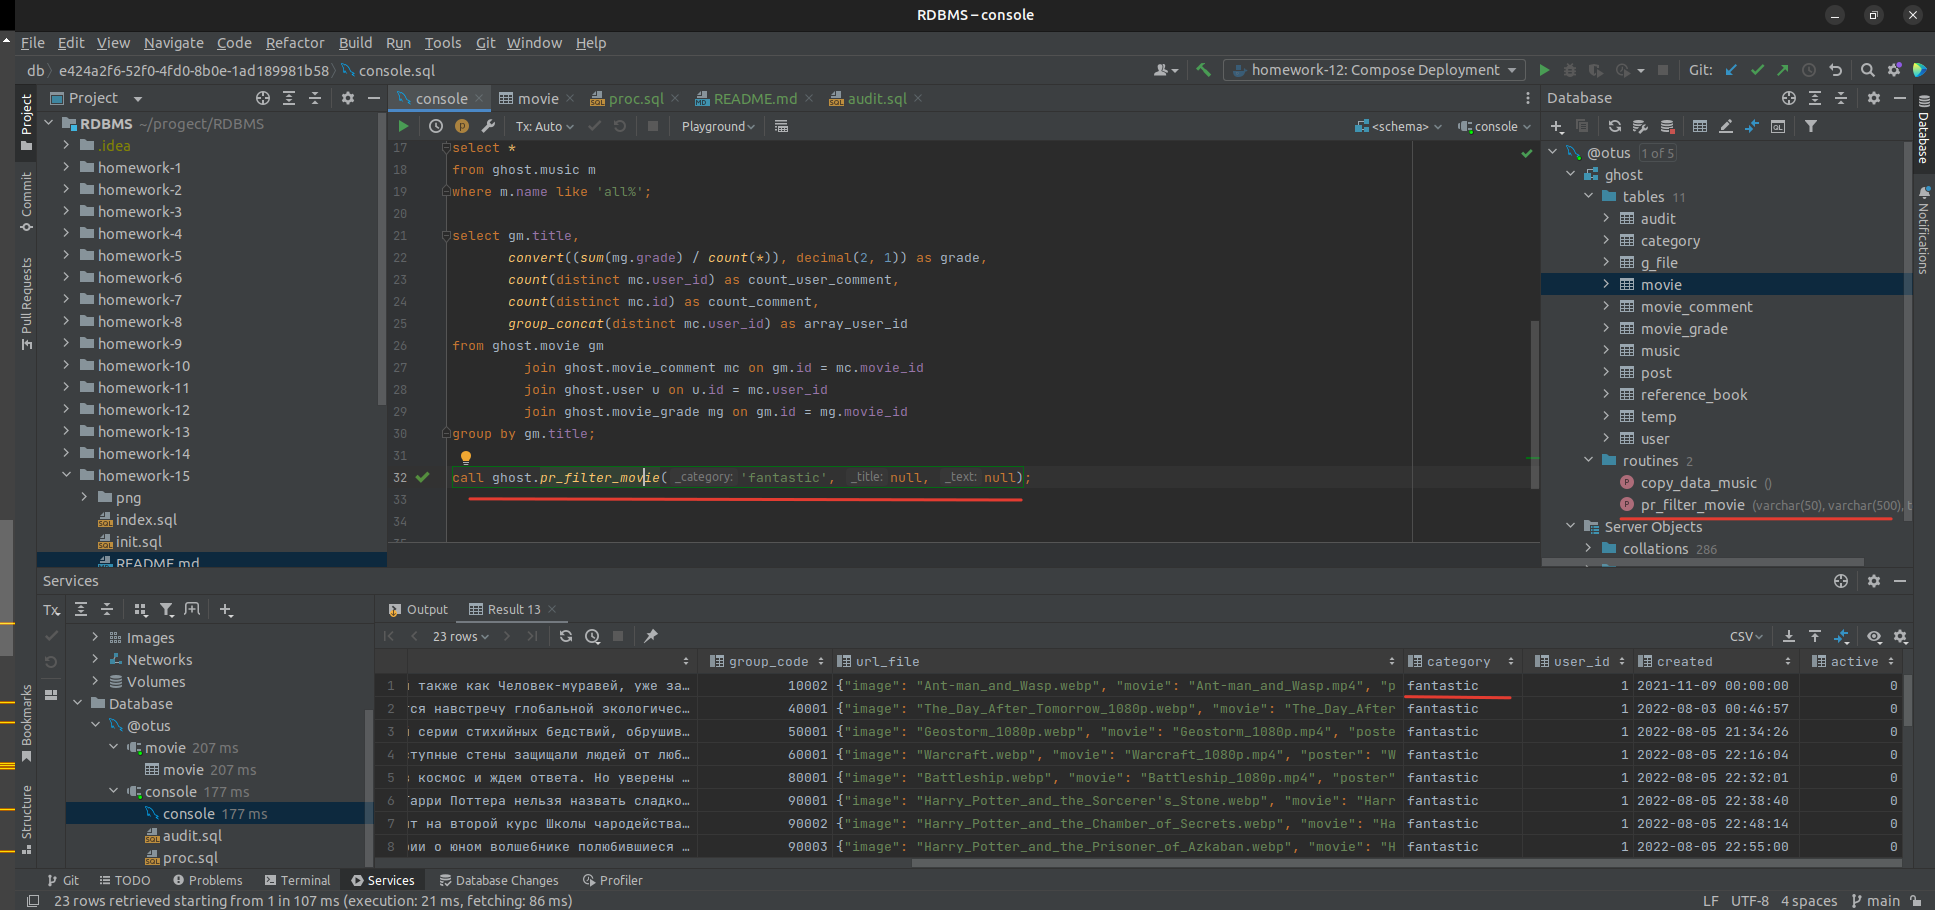 RDBMS – console
File Edit View Navigate Code Refactor Build Run Tools Git Window Help
db e424a2f6-52f0-4fd0-8b0e-1ad189981b58 console.sql
homework-12: Compose Deployment
Git:
Project
Commit
Pull Requests
Bookmarks
Structure
Project
RDBMS ~/progect/RDBMS
.idea
homework-1
homework-2
homework-3
homework-4
homework-5
homework-6
homework-7
homework-8
homework-9
homework-10
homework-11
homework-12
homework-13
homework-14
homework-15
png
index.sql
init.sql
README.md
console movie proc.sql README.md audit.sql
Tx: Auto Playground <schema> console
17 select *
18 from ghost.music m
19 where m.name like 'all%';
20
21 select gm.title,
22 convert((sum(mg.grade) / count(*)), decimal(2, 1)) as grade,
23 count(distinct mc.user_id) as count_user_comment,
24 count(distinct mc.id) as count_comment,
25 group_concat(distinct mc.user_id) as array_user_id
26 from ghost.movie gm
27 join ghost.movie_comment mc on gm.id = mc.movie_id
28 join ghost.user u on u.id = mc.user_id
29 join ghost.movie_grade mg on gm.id = mg.movie_id
30 group by gm.title;
31
32 call ghost.pr_filter_movie( _category: 'fantastic', _title: null, _text: null);
33
34
Database
@otus 1 of 5
ghost
tables 11
audit
category
g_file
movie
movie_comment
movie_grade
music
post
reference_book
temp
user
routines 2
copy_data_music ()
pr_filter_movie (varchar(50), varchar(500), t
Server Objects
collations 286
Database
Notifications
Services
Tx
Images
Networks
Volumes
Database
@otus
movie 207 ms
movie 207 ms
console 177 ms
console 177 ms
audit.sql
proc.sql
Output Result 13
23 rows CSV
group_code url_file category user_id created active
1 и также как Человек-муравей, уже за… 10002 {"image": "Ant-man_and_Wasp.webp", "movie": "Ant-man_and_Wasp.mp4", "p fantastic 1 2021-11-09 00:00:00 0
2 тся навстречу глобальной экологичес… 40001 {"image": "The_Day_After_Tomorrow_1080p.webp", "movie": "The_Day_After fantastic 1 2022-08-03 00:46:57 0
3 и серии стихийных бедствий, обрушив… 50001 {"image": "Geostorm_1080p.webp", "movie": "Geostorm_1080p.mp4", "poste fantastic 1 2022-08-05 21:34:26 0
4 ступные стены защищали людей от люб… 60001 {"image": "Warcraft.webp", "movie": "Warcraft_1080p.mp4", "poster": "W fantastic 1 2022-08-05 22:16:04 0
5 в космос и ждем ответа. Но уверены … 80001 {"image": "Battleship.webp", "movie": "Battleship_1080p.mp4", "poster" fantastic 1 2022-08-05 22:32:01 0
6 Гарри Поттера нельзя назвать сладко… 90001 {"image": "Harry_Potter_and_the_Sorcerer's_Stone.webp", "movie": "Harr fantastic 1 2022-08-05 22:38:40 0
7 ит на второй курс Школы чародейства… 90002 {"image": "Harry_Potter_and_the_Chamber_of_Secrets.webp", "movie": "Ha fantastic 1 2022-08-05 22:48:14 0
8 рии о юном волшебнике полюбившиеся … 90003 {"image": "Harry_Potter_and_the_Prisoner_of_Azkaban.webp", "movie": "H fantastic 1 2022-08-05 22:55:00 0
Git TODO Problems Terminal Services Database Changes Profiler
23 rows retrieved starting from 1 in 107 ms (execution: 21 ms, fetching: 86 ms) LF UTF-8 4 spaces main